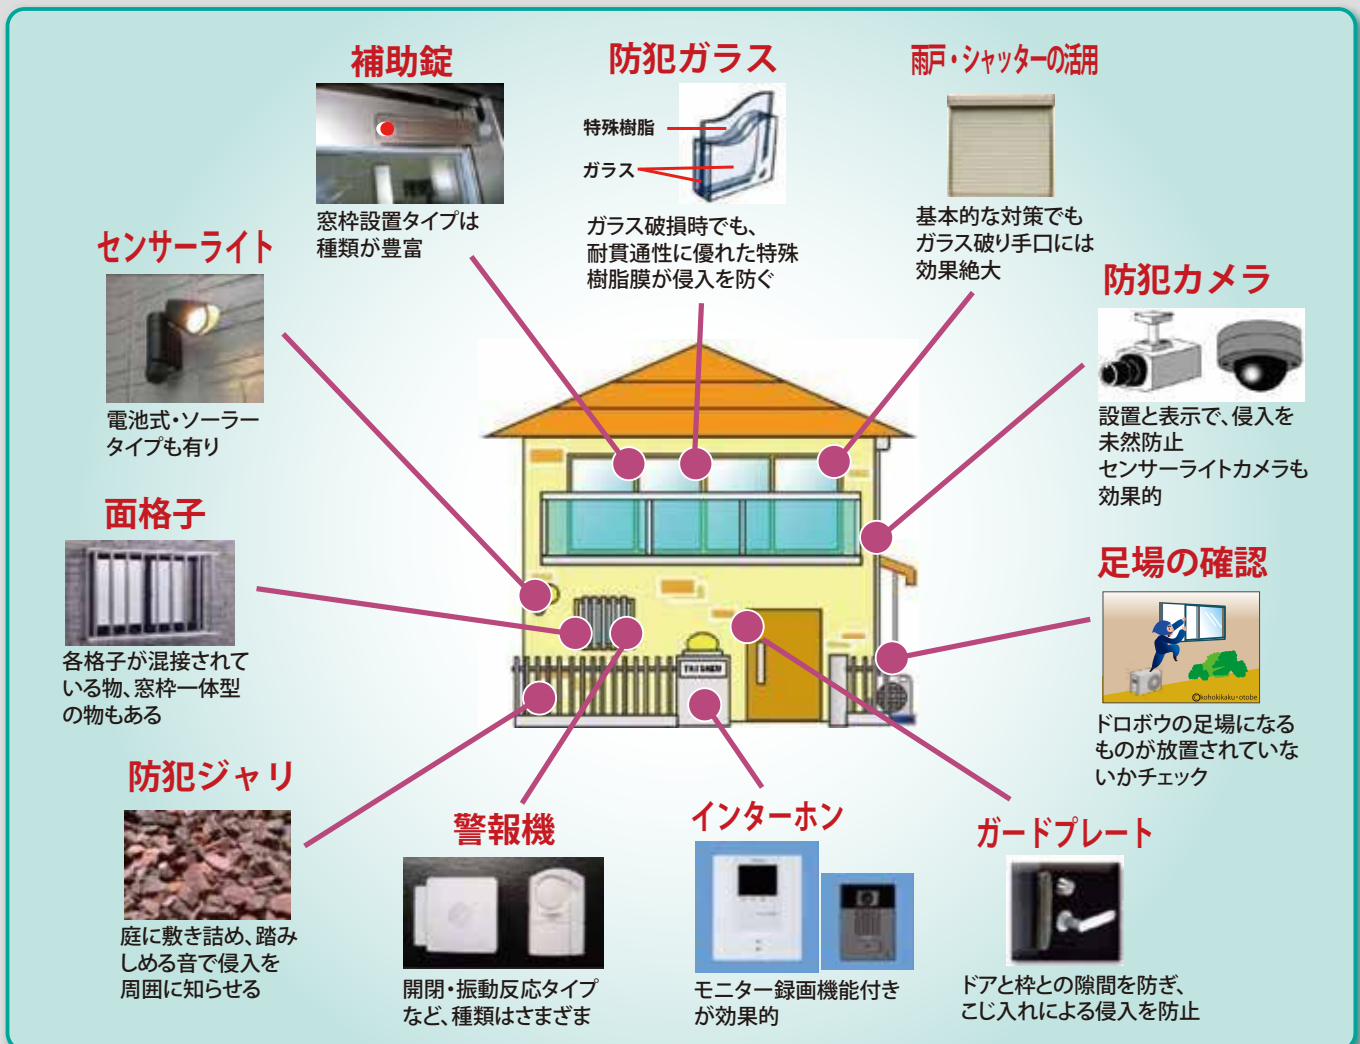 補助錠
窓枠設置タイプは
種類が豊富
防犯ガラス
特殊樹脂
ガラス
ガラス破損時でも、
耐貫通性に優れた特殊
樹脂膜が侵入を防ぐ
雨戸・シャッターの活用
基本的な対策でも
ガラス破り手口には
効果絶大
センサーライト
電池式・ソーラー
タイプも有り
防犯カメラ
設置と表示で、侵入を
未然防止
センサーライトカメラも
効果的
面格子
各格子が混接されて
いる物、窓枠一体型
の物もある
足場の確認
©kohokikaku・otobe
ドロボウの足場になる
ものが放置されていな
いかチェック
防犯ジャリ
庭に敷き詰め、踏み
しめる音で侵入を
周囲に知らせる
警報機
開閉・振動反応タイプ
など、種類はさまざま
インターホン
モニター録画機能付き
が効果的
ガードプレート
ドアと枠との隙間を防ぎ、
こじ入れによる侵入を防止